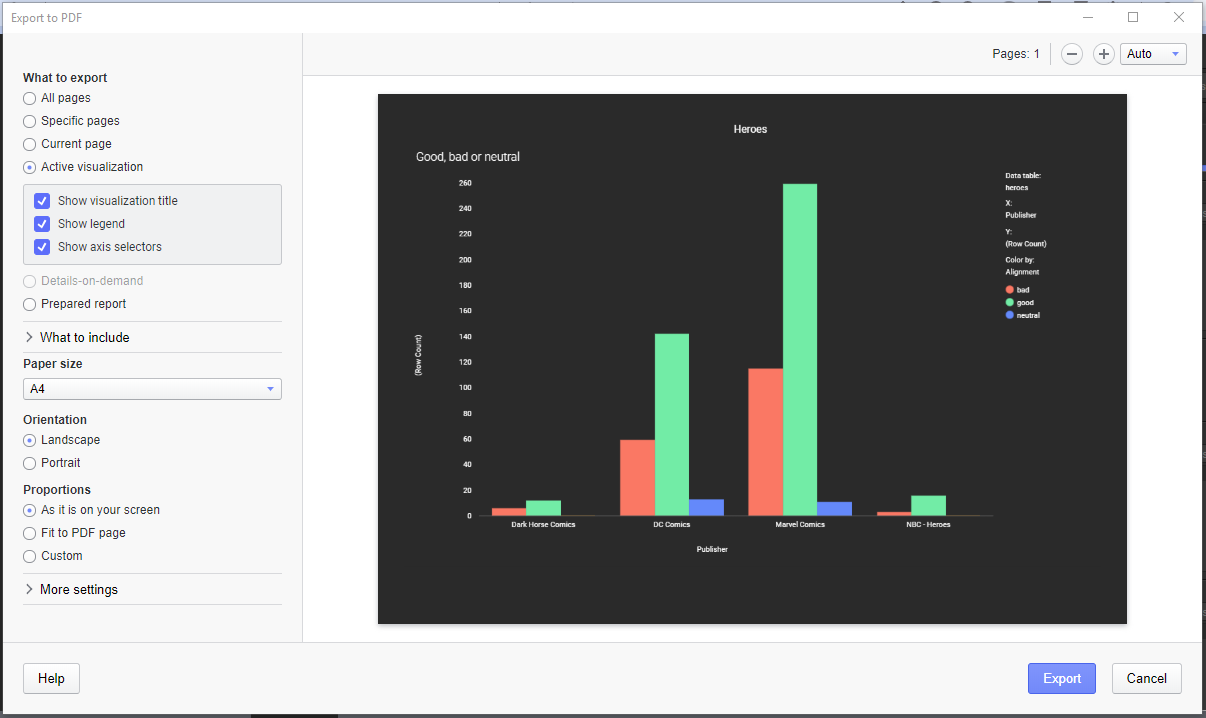 Export to PDF
Pages: 1
Auto
What to export
All pages
Specific pages
Current page
Active visualization
Show visualization title
Show legend
Show axis selectors
Details-on-demand
Prepared report
What to include
Paper size
A4
Orientation
Landscape
Portrait
Proportions
As it is on your screen
Fit to PDF page
Custom
More settings
Heroes
Good, bad or neutral
260
240
220
200
180
160
140
120
100
80
60
40
20
0
(Row Count)
Dark Horse Comics
DC Comics
Marvel Comics
NBC - Heroes
Publisher
Data table:
heroes
X:
Publisher
Y:
(Row Count)
Color by:
Alignment
bad
good
neutral
Help
Export
Cancel